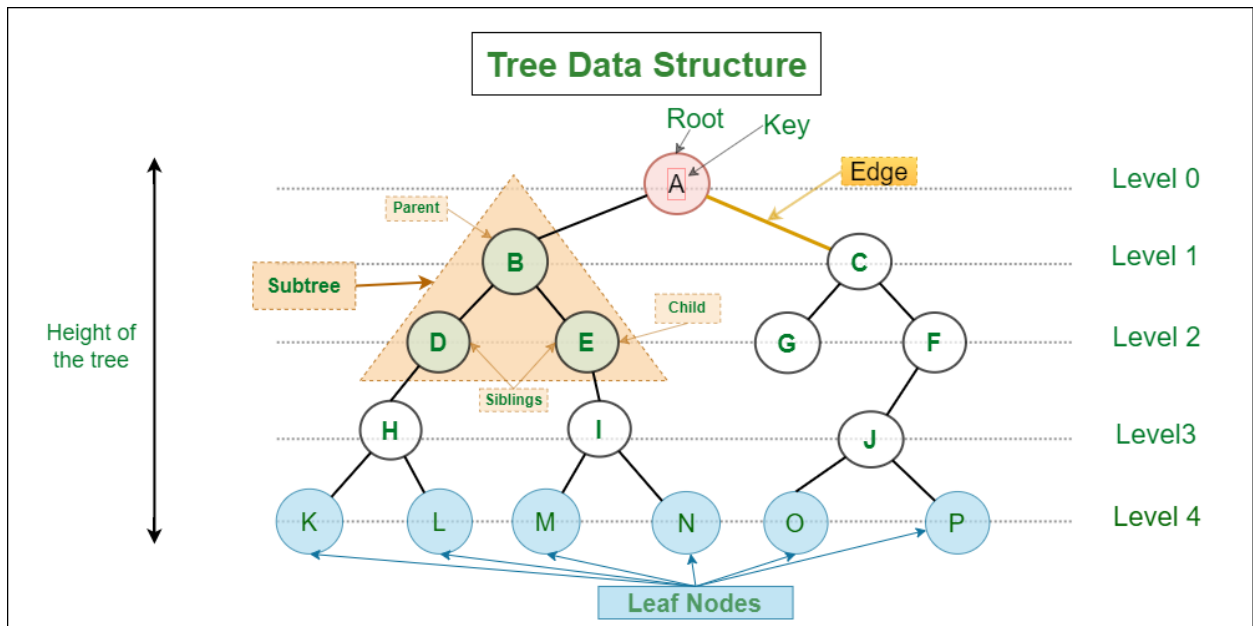 Tree Data Structure
Root
Key
A
Edge
Level 0
Parent
B
C
Level 1
Subtree
Child
Height of
the tree
D
E
G
F
Level 2
Siblings
H
I
J
Level3
K
L
M
N
O
P
Level 4
Leaf Nodes